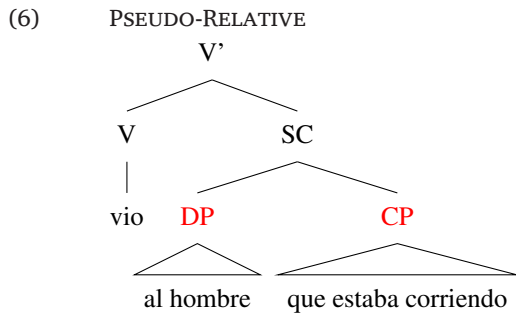 (6) PSEUDO-RELATIVE
V'
V SC
vio DP CP
al hombre que estaba corriendo